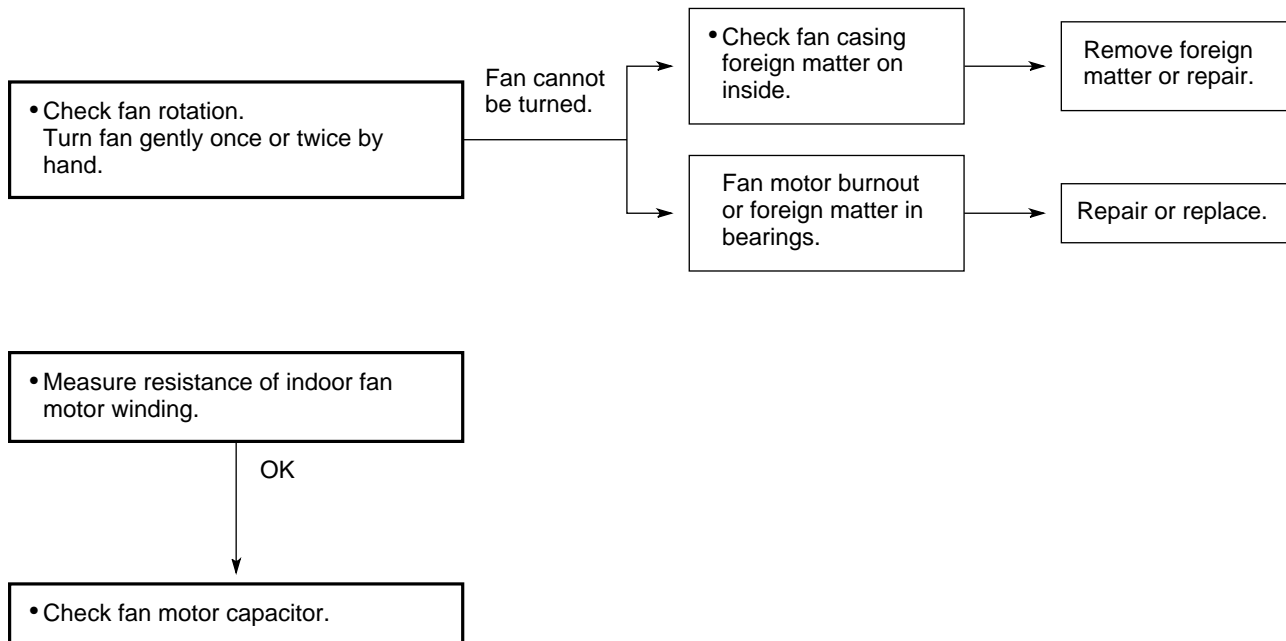 • Check fan rotation.
Turn fan gently once or twice by
hand.
Fan cannot
be turned.
• Check fan casing
foreign matter on
inside.
Remove foreign
matter or repair.
Fan motor burnout
or foreign matter in
bearings.
Repair or replace.
• Measure resistance of indoor fan
motor winding.
OK
• Check fan motor capacitor.